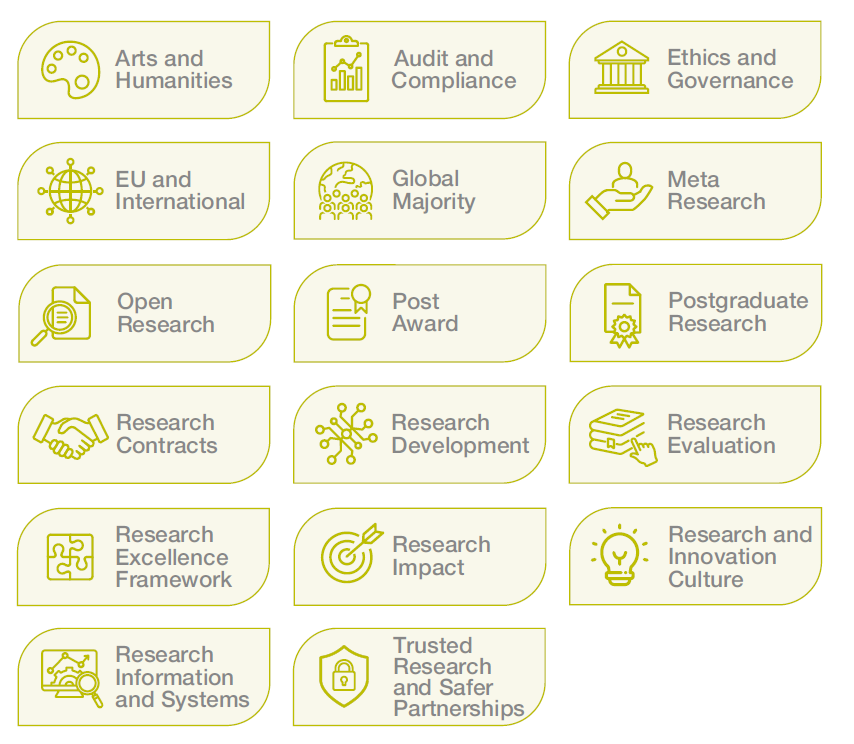 Arts and
Humanities
Audit and
Compliance
Ethics and
Governance
EU and
International
Global
Majority
Meta
Research
Open
Research
Post
Award
Postgraduate
Research
Research
Contracts
Research
Development
Research
Evaluation
Research
Excellence
Framework
Research
Impact
Research and
Innovation
Culture
Research
Information
and Systems
Trusted
Research
and Safer
Partnerships